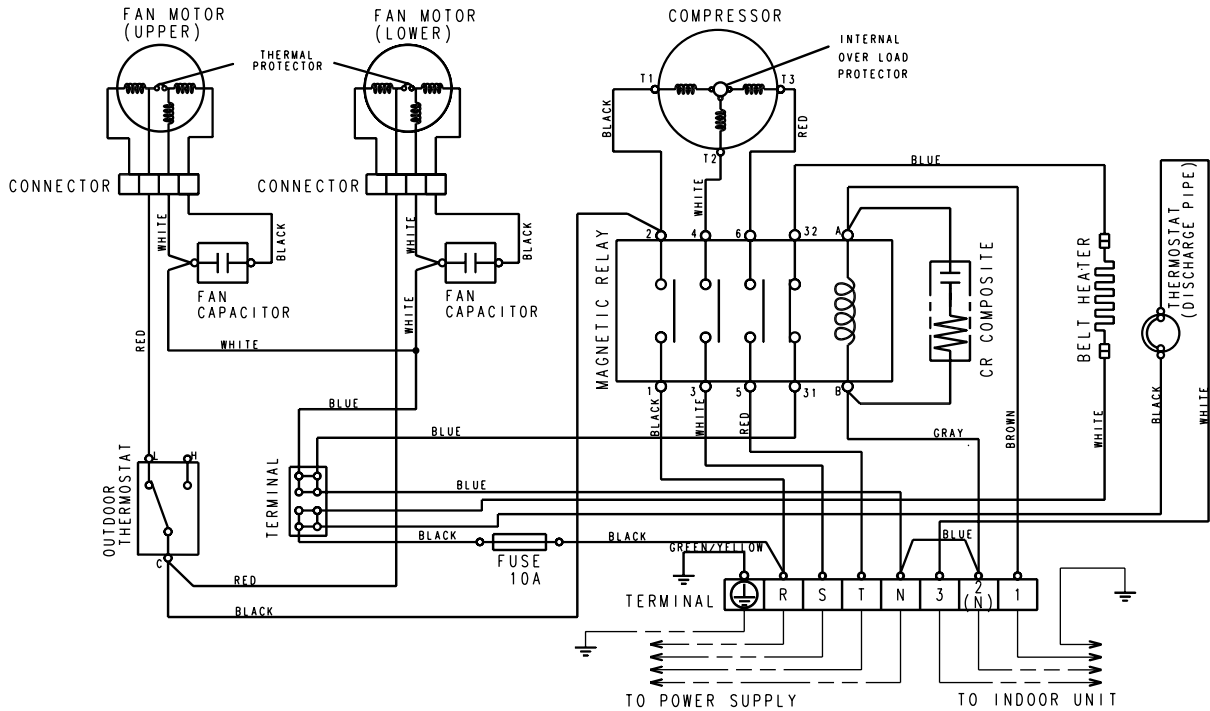 FAN MOTOR
(UPPER)
FAN MOTOR
(LOWER)
COMPRESSOR
THERMAL
PROTECTOR
INTERNAL
OVER LOAD
PROTECTOR
T1
T3
T2
BLACK
RED
BLUE
CONNECTOR
CONNECTOR
WHITE
BLACK
WHITE
BLACK
WHITE
2
4
6
32
A
FAN
CAPACITOR
FAN
CAPACITOR
MAGNETIC RELAY
CR COMPOSITE
BELT HEATER
THERMOSTAT
(DISCHARGE PIPE)
RED
WHITE
WHITE
1
3
5
31
B
BLACK
WHITE
RED
GRAY
BROWN
WHITE
BLACK
WHITE
BLUE
BLUE
BLUE
L
H
OUTDOOR
THERMOSTAT
C
TERMINAL
BLACK
FUSE
10A
BLACK
GREEN/YELLOW
BLUE
RED
BLACK
TERMINAL
R
S
T
N
3
2
(N)
1
TO POWER SUPPLY
TO INDOOR UNIT